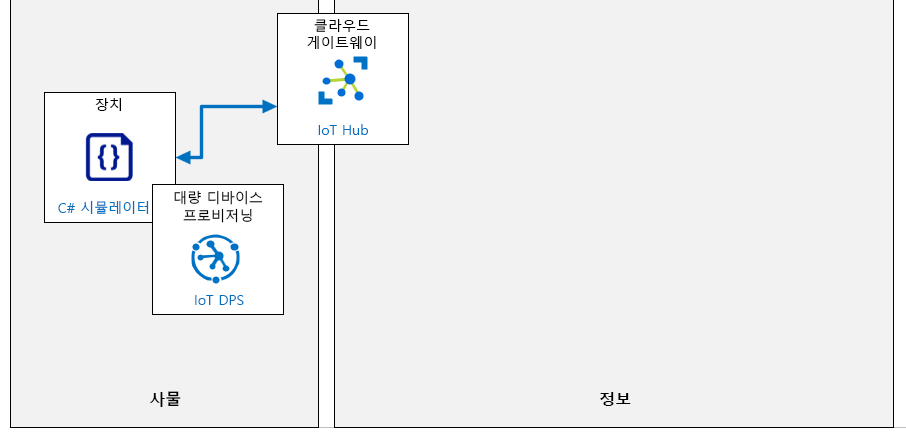 클라우드
게이트웨이
IoT Hub
장치
C# 시뮬레이터
대량 디바이스
프로비저닝
IoT DPS
사물
정보